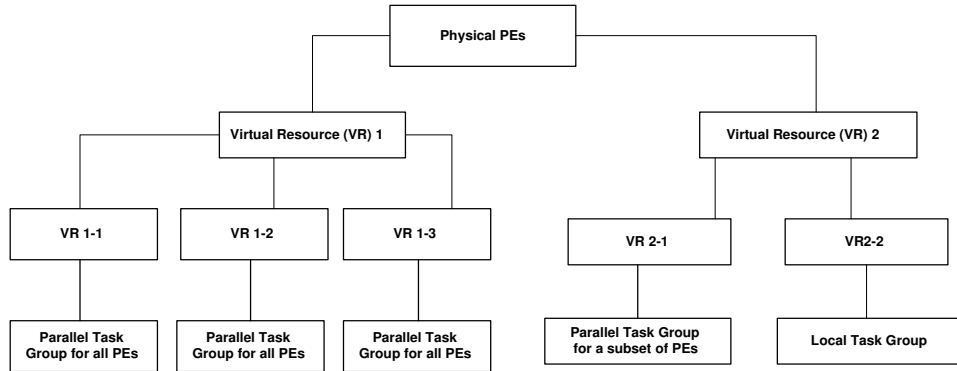 Physical PEs
Virtual Resource (VR) 1
Virtual Resource (VR) 2
VR 1-1
VR 1-2
VR 1-3
VR 2-1
VR2-2
Parallel Task
Group for all PEs
Parallel Task
Group for all PEs
Parallel Task
Group for all PEs
Parallel Task Group
for a subset of PEs
Local Task Group